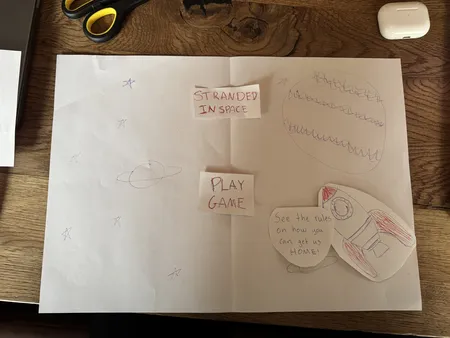 STRANDED
IN SPACE
PLAY
GAME
See the rules
on how you
can get us
HOME!